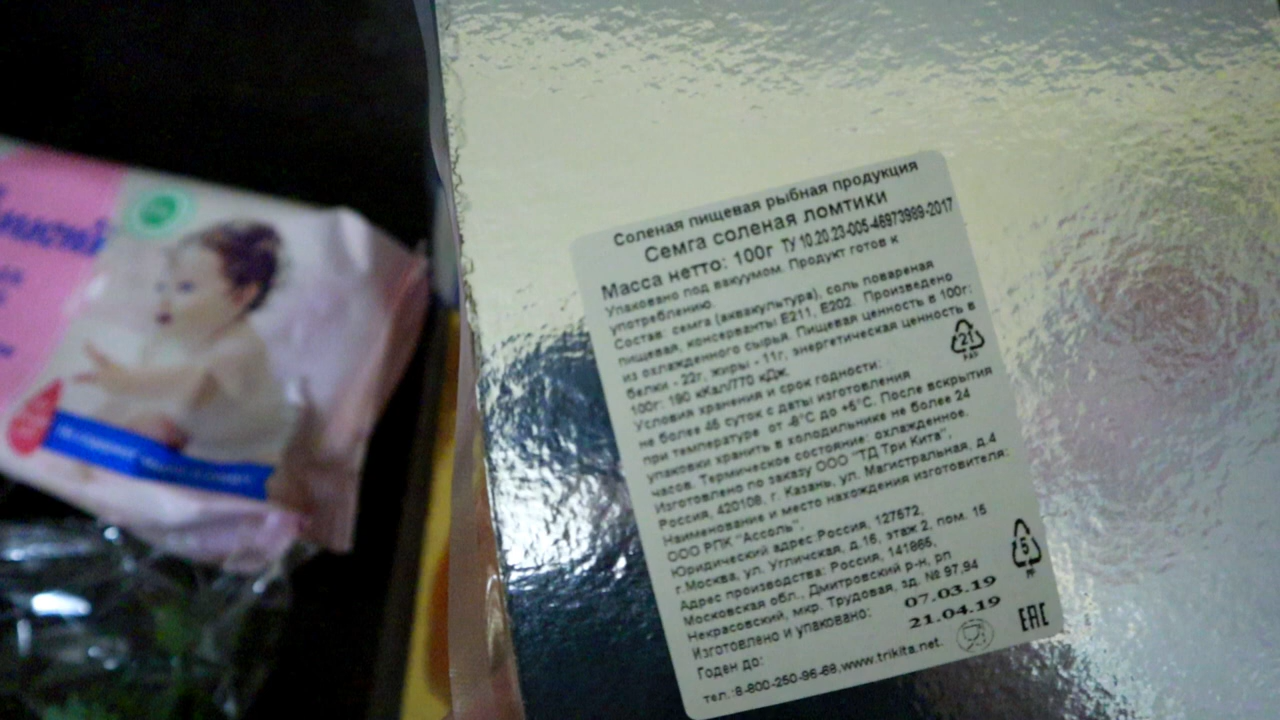 Соленая пищевая рыбная продукция
Семга соленая ломтики
Масса нетто: 100г ТУ 10.20.23-005-46973989-2017
Упаковано под вакуумом. Продукт готов к
употреблению.
Состав: семга (аквакультура), соль повареная
пищевая, консерванты Е211, Е202. Произведено
из охлажденного сырья. Пищевая ценность в 100г:
белки - 22г, жиры - 11г, энергетическая ценность в
100г: 190 кКал/770 кДж.
Условия хранения и срок годности:
не более 45 суток с даты изготовления
при температуре от -8°С до +5°С. После вскрытия
упаковки хранить в холодильнике не более 24
часов. Термическое состояние: охлажденное.
Изготовлено по заказу ООО "ТД Три Кита",
Россия, 420108, г. Казань, ул. Магистральная, д.4
Наименование и место нахождения изготовителя:
ООО РПК "Ассоль",
Юридический адрес:Россия, 127572,
г.Москва, ул. Угличская, д.16, этаж 2, пом. 15
Адрес производства: Россия, 141865,
Московская обл., Дмитровский р-н, рп
Некрасовский, мкр. Трудовая, зд. № 97,94
Изготовлено и упаковано: 07.03.19
Годен до: 21.04.19
тел.:8-800-250-96-68,www.trikita.net.
21
PAP
5
PP
EAC